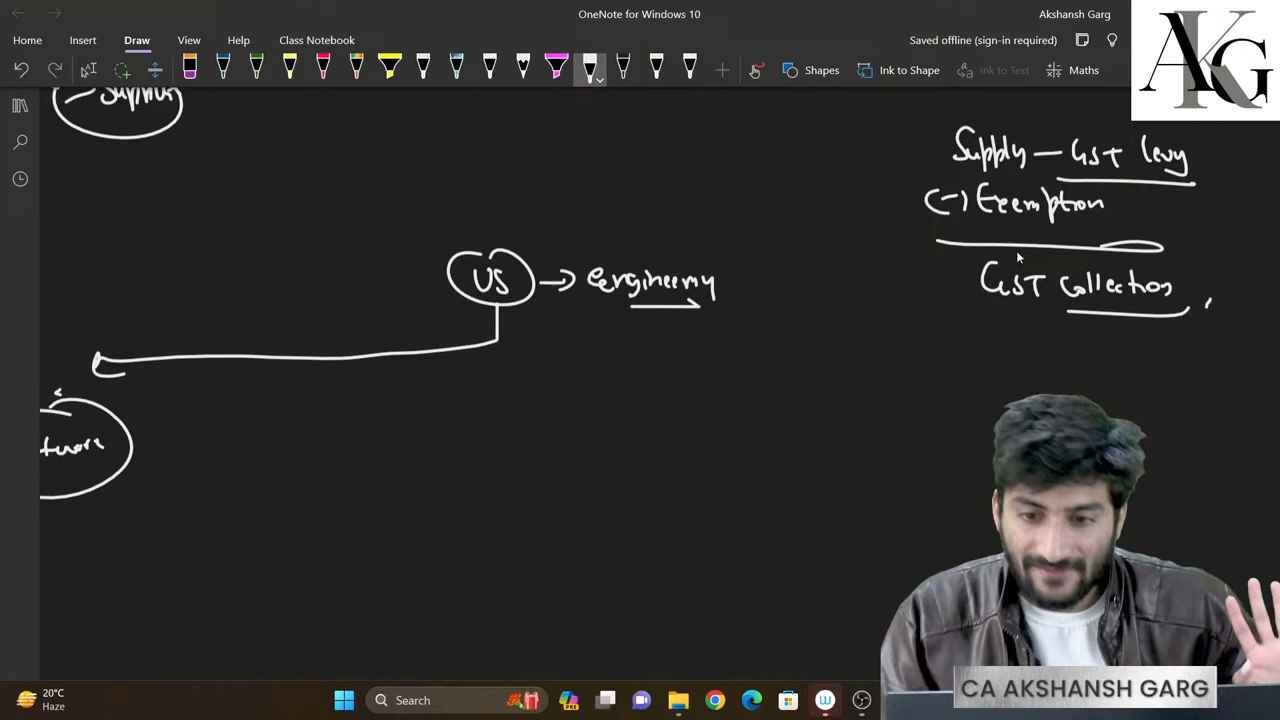 OneNote for Windows 10
Akshansh Garg
Home Insert Draw View Help Class Notebook
Saved offline (sign-in required)
Shapes Ink to Shape Ink to Text Maths
AKG
Supply — GST levy
(-) Exemption
GST Collection
US → engineering
CA AKSHANSH GARG
20°C
Haze
Search
PRE